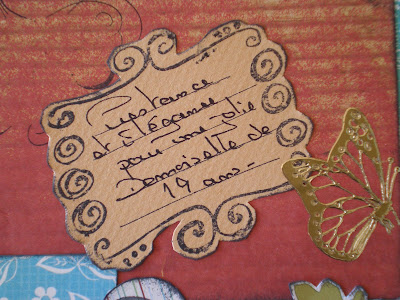 Prestance
et élégance
pour une jolie
Demoiselle de
19 ans -